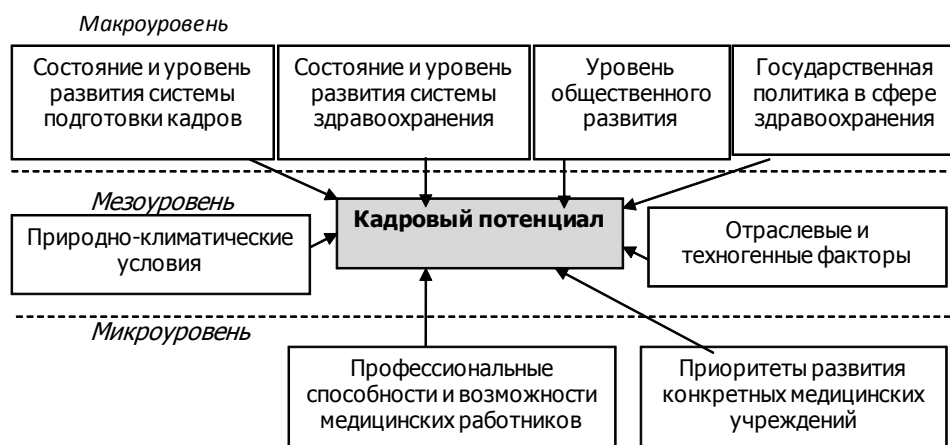 Макроуровень
Состояние и уровень
развития системы
подготовки кадров
Состояние и уровень
развития системы
здравоохранения
Уровень
общественного
развития
Государственная
политика в сфере
здравоохранения
Мезоуровень
Природно-климатические
условия
Кадровый потенциал
Отраслевые и
техногенные факторы
Микроуровень
Профессиональные
способности и возможности
медицинских работников
Приоритеты развития
конкретных медицинских
учреждений